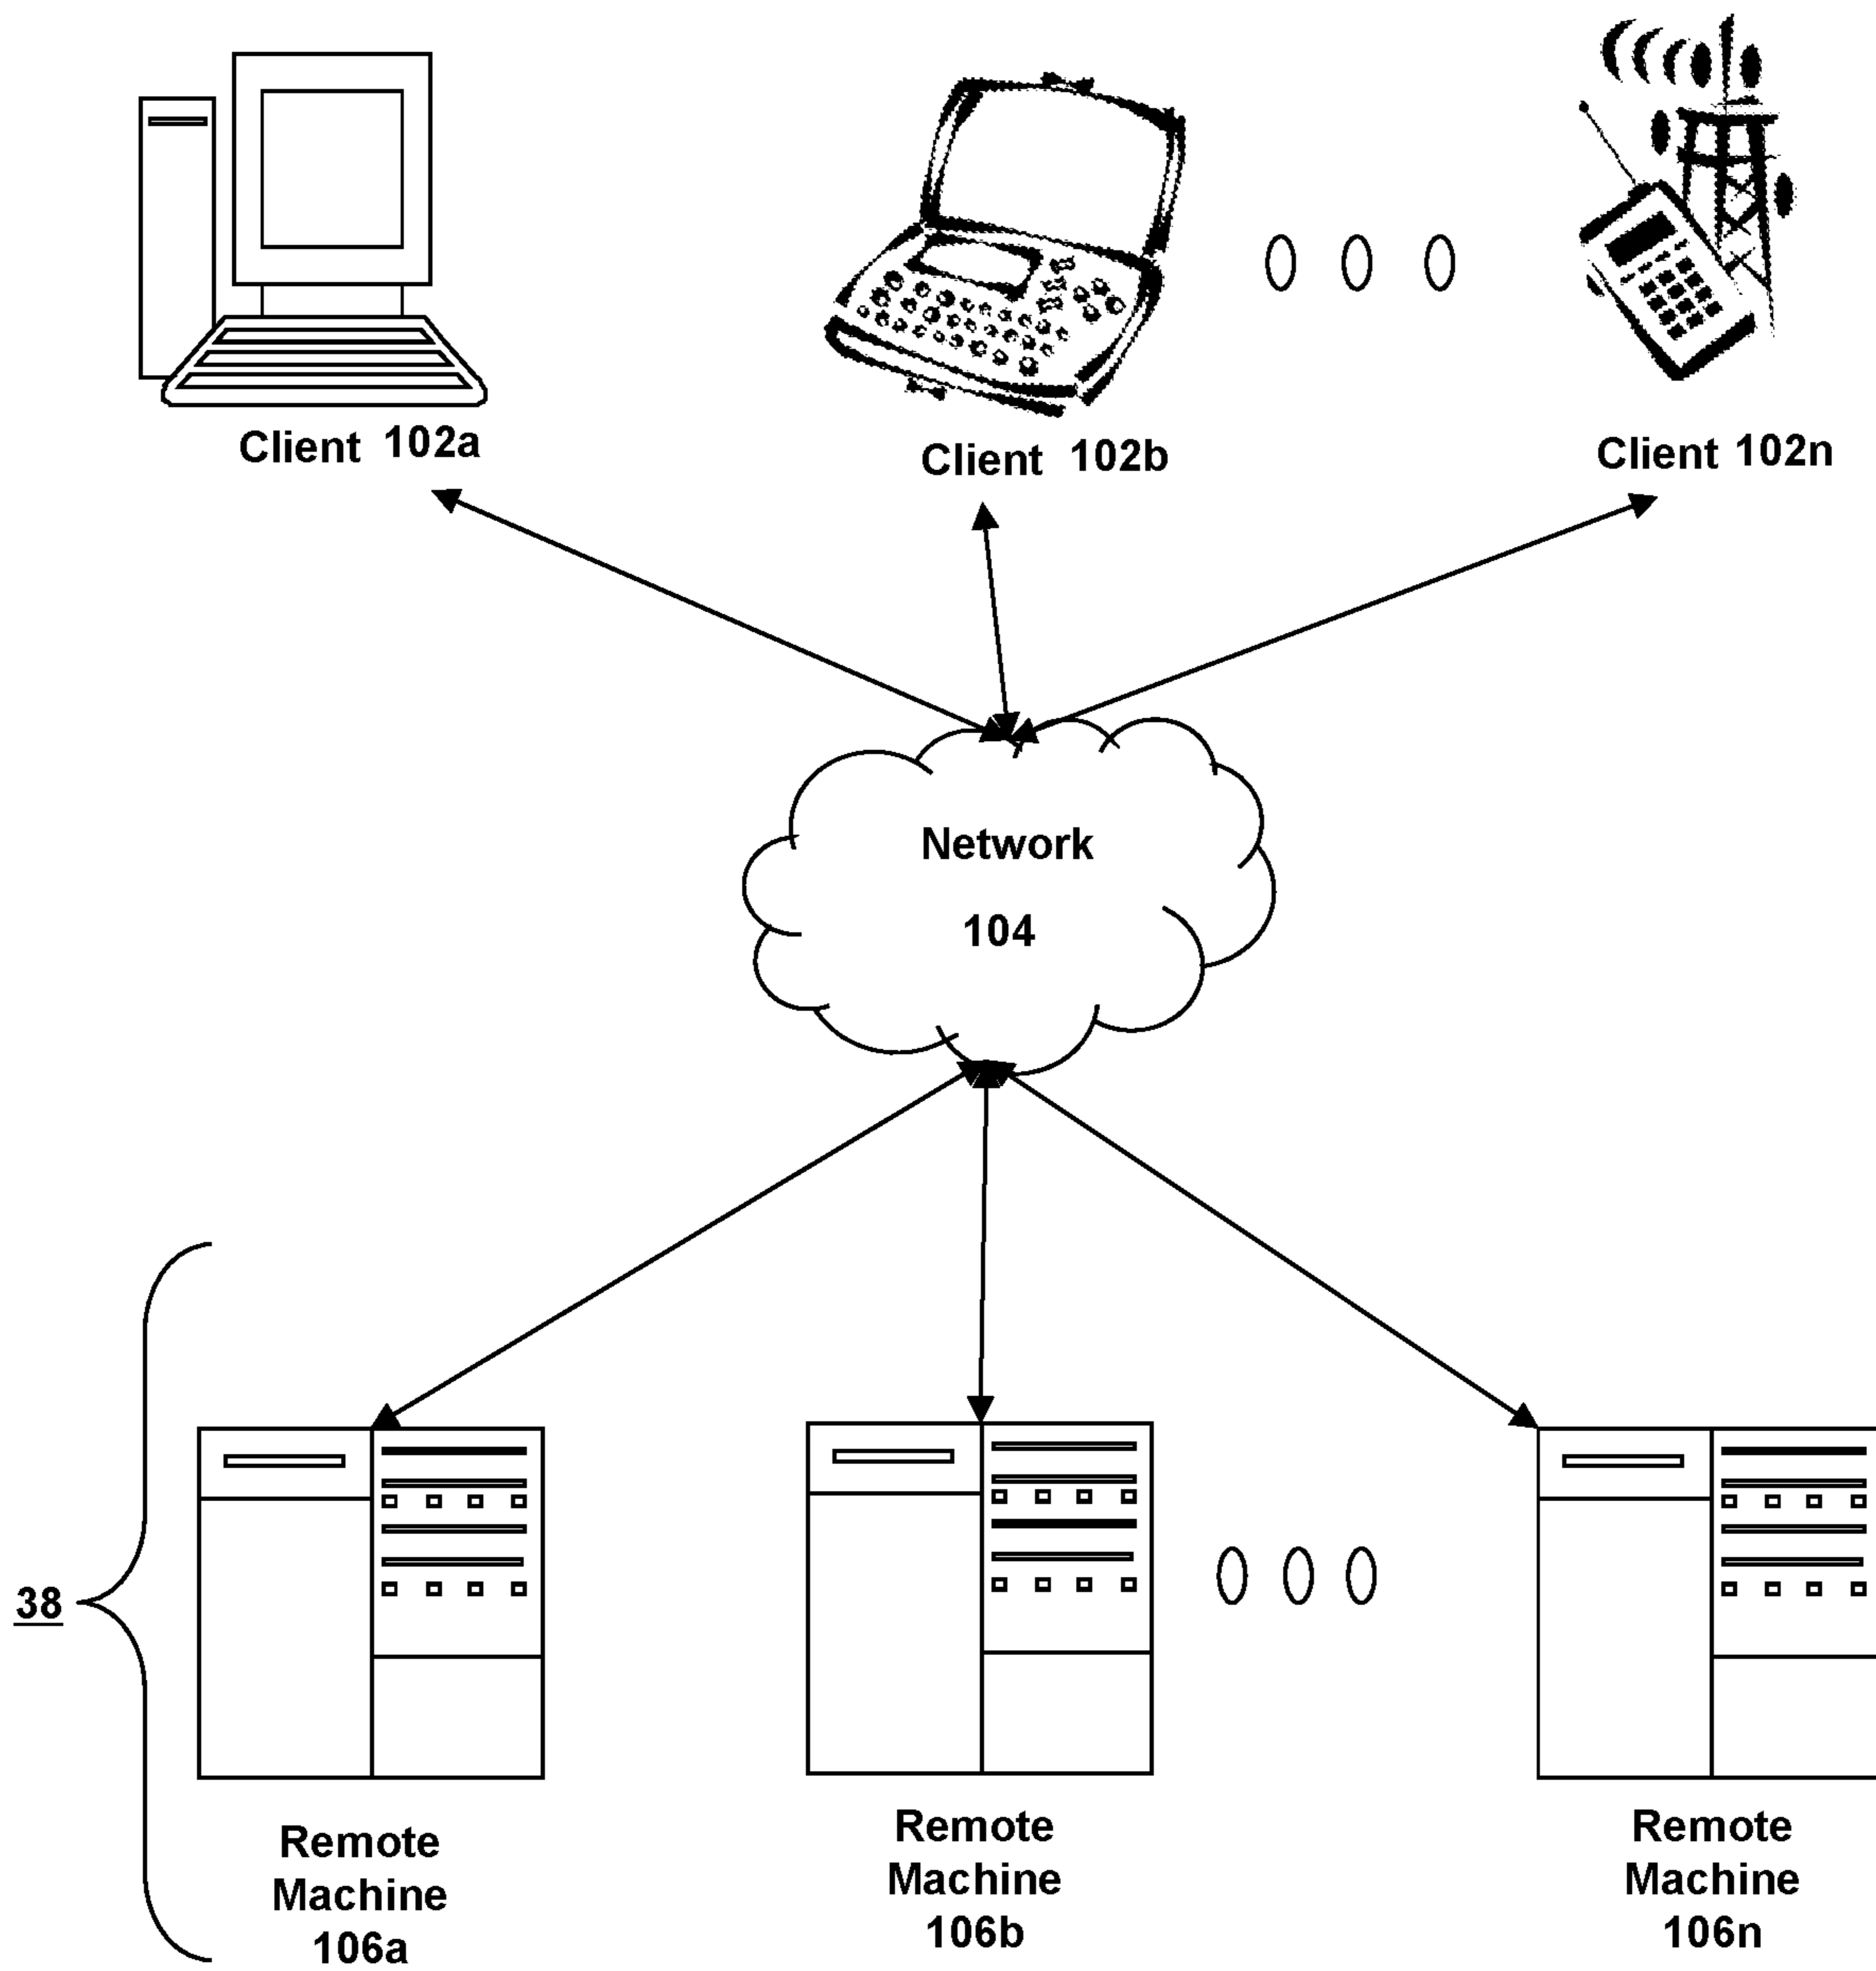 Client 102a
Client 102b
Client 102n
Network
104
38
Remote
Machine
106a
Remote
Machine
106b
Remote
Machine
106n